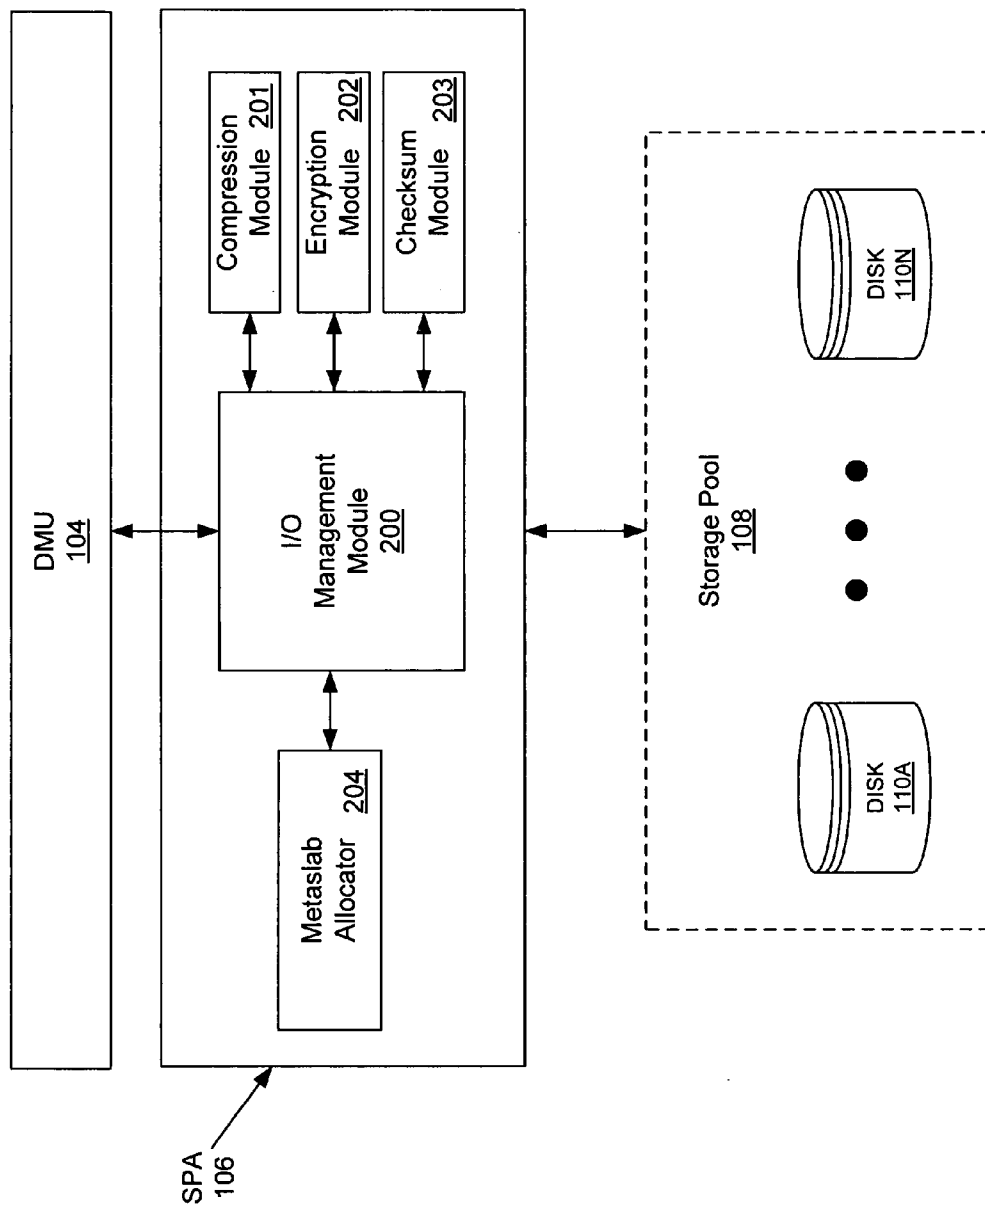 DMU
104
SPA
106
Metaslab
Allocator 204
I/O
Management
Module
200
Compression
Module 201
Encryption
Module 202
Checksum
Module 203
Storage Pool
108
DISK
110A
DISK
110N